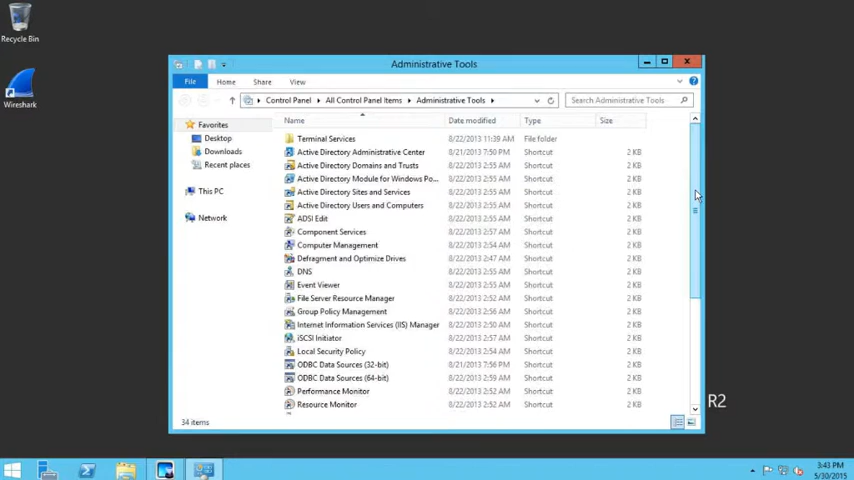 Recycle Bin
Wireshark
Administrative Tools
File Home Share View
Control Panel All Control Panel Items Administrative Tools Search Administrative Tools
Name Date modified Type Size
Favorites
Desktop
Downloads
Recent places
This PC
Network
Terminal Services 8/22/2013 11:39 AM File folder
Active Directory Administrative Center 8/21/2013 7:50 PM Shortcut 2 KB
Active Directory Domains and Trusts 8/22/2013 2:55 AM Shortcut 2 KB
Active Directory Module for Windows Po... 8/22/2013 2:55 AM Shortcut 2 KB
Active Directory Sites and Services 8/22/2013 2:55 AM Shortcut 2 KB
Active Directory Users and Computers 8/22/2013 2:55 AM Shortcut 2 KB
ADSI Edit 8/22/2013 2:55 AM Shortcut 2 KB
Component Services 8/22/2013 2:57 AM Shortcut 2 KB
Computer Management 8/22/2013 2:54 AM Shortcut 2 KB
Defragment and Optimize Drives 8/22/2013 2:47 AM Shortcut 2 KB
DNS 8/22/2013 2:55 AM Shortcut 2 KB
Event Viewer 8/22/2013 2:55 AM Shortcut 2 KB
File Server Resource Manager 8/22/2013 2:52 AM Shortcut 2 KB
Group Policy Management 8/22/2013 2:55 AM Shortcut 2 KB
Internet Information Services (IIS) Manager 8/22/2013 2:50 AM Shortcut 2 KB
iSCSI Initiator 8/22/2013 2:57 AM Shortcut 2 KB
Local Security Policy 8/22/2013 2:54 AM Shortcut 2 KB
ODBC Data Sources (32-bit) 8/21/2013 7:56 PM Shortcut 2 KB
ODBC Data Sources (64-bit) 8/22/2013 2:59 AM Shortcut 2 KB
Performance Monitor 8/22/2013 2:52 AM Shortcut 2 KB
Resource Monitor 8/22/2013 2:52 AM Shortcut 2 KB
34 items
R2
3:43 PM
5/30/2015